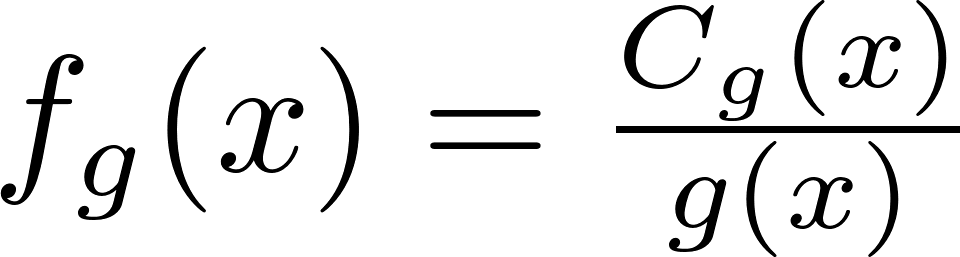 f_g(x) = \frac{C_g(x)}{g(x)}